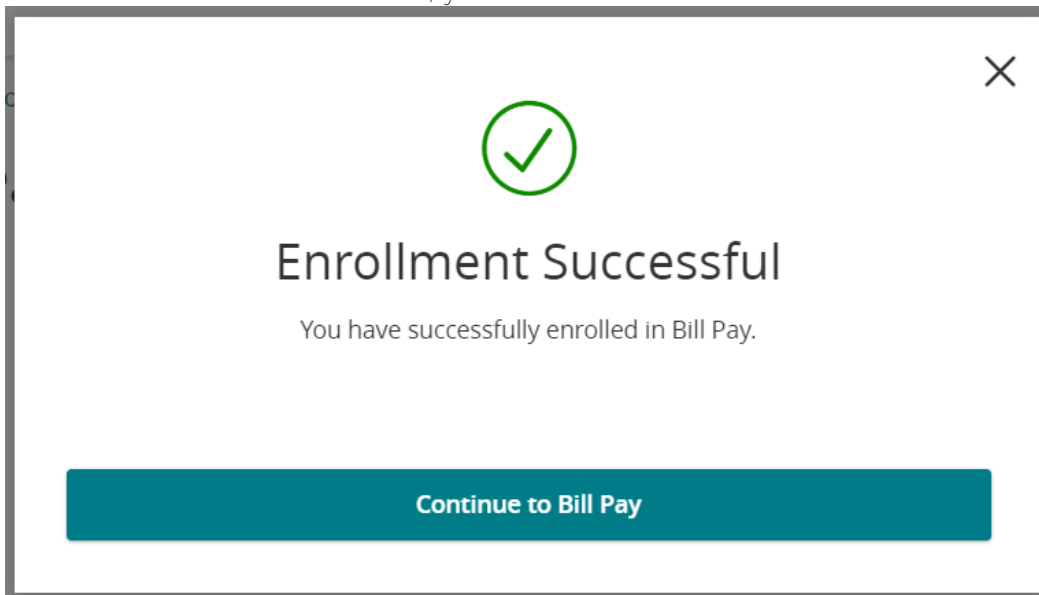 Enrollment Successful
You have successfully enrolled in Bill Pay.
Continue to Bill Pay